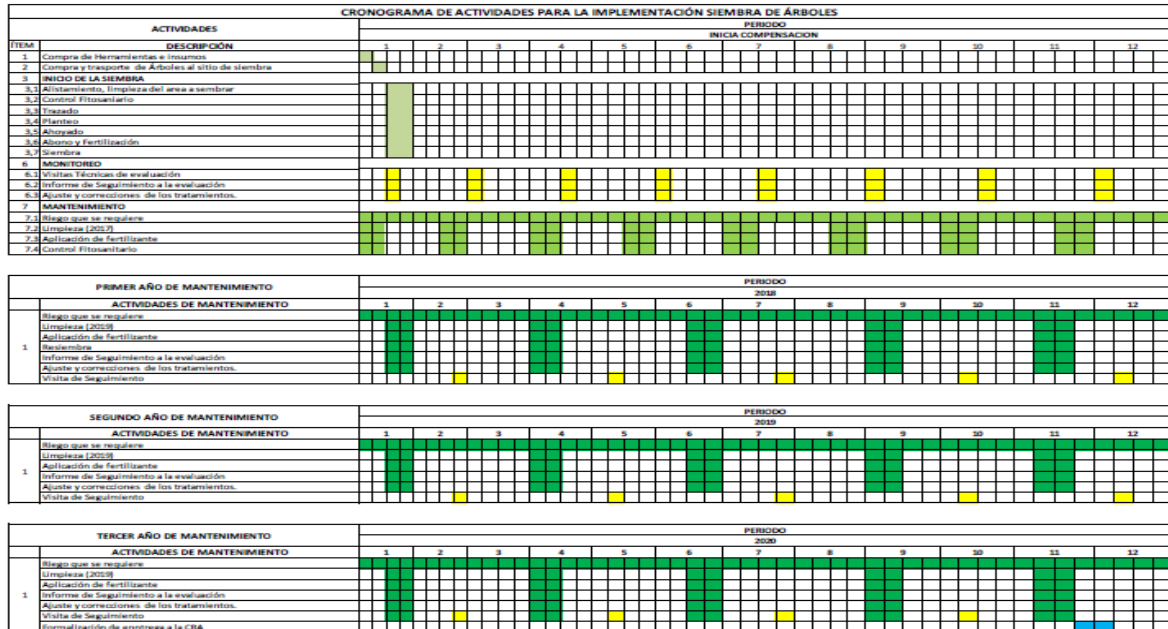 CRONOGRAMA DE ACTIVIDADES PARA LA IMPLEMENTACIÓN SIEMBRA DE ÁRBOLES
ACTIVIDADES
PERIODO
INICIA COMPENSACION
ÍTEM DESCRIPCIÓN 1 2 3 4 5 6 7 8 9 10 11 12
1 Compra de Herramientas e insumos
2 Compra y trasporte de Árboles al sitio de siembra
3 INICIO DE LA SIEMBRA
3,1 Alistamiento, limpieza del area a sembrar
3,2 Control Fitosaniario
3,3 Trazado
3,4 Planteo
3,5 Ahoyado
3,6 Abono y Fertilización
3,7 Siembra
6 MONITOREO
6.1 Visitas Técnicas de evaluación
6.2 Informe de Seguimiento a la evaluación
6.3 Ajuste y correcciones de los tratamientos.
7 MANTENIMIENTO
7.1 Riego que se requiere
7.2 Limpieza (2017)
7.3 Aplicación de fertilizante
7.4 Control Fitosanitario
PRIMER AÑO DE MANTENIMIENTO
PERIODO
2018
ACTIVIDADES DE MANTENIMIENTO 1 2 3 4 5 6 7 8 9 10 11 12
Riego que se requiere
Limpieza (2019)
Aplicación de fertilizante
1 Resiembra
Informe de Seguimiento a la evaluación
Ajuste y correcciones de los tratamientos.
Visita de Seguimiento
SEGUNDO AÑO DE MANTENIMIENTO
PERIODO
2019
ACTIVIDADES DE MANTENIMIENTO 1 2 3 4 5 6 7 8 9 10 11 12
Riego que se requiere
Limpieza (2019)
Aplicación de fertilizante
1 Informe de Seguimiento a la evaluación
Ajuste y correcciones de los tratamientos.
Visita de Seguimiento
TERCER AÑO DE MANTENIMIENTO
PERIODO
2020
ACTIVIDADES DE MANTENIMIENTO 1 2 3 4 5 6 7 8 9 10 11 12
Riego que se requiere
Limpieza (2019)
Aplicación de fertilizante
1 Informe de Seguimiento a la evaluación
Ajuste y correcciones de los tratamientos.
Visita de Seguimiento
Formalización de a la CRA